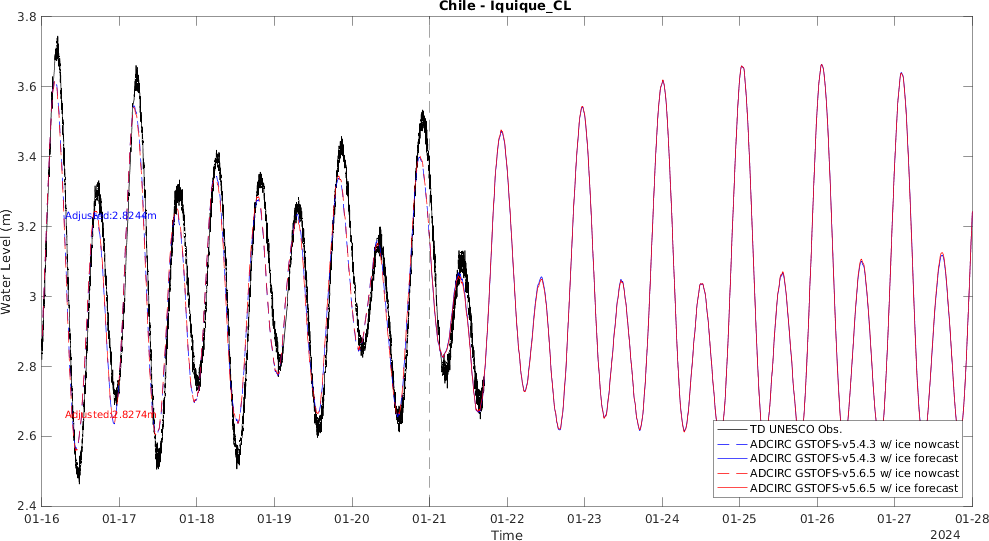 Chile - Iquique_CL
3.8
3.6
3.4
3.2
3
2.8
2.6
2.4
Water Level (m)
Adjusted:2.8244m
Adjusted:2.8274m
TD UNESCO Obs.
ADCIRC GSTOFS-v5.4.3 w/ ice nowcast
ADCIRC GSTOFS-v5.4.3 w/ ice forecast
ADCIRC GSTOFS-v5.6.5 w/ ice nowcast
ADCIRC GSTOFS-v5.6.5 w/ ice forecast
01-16 01-17 01-18 01-19 01-20 01-21 01-22 01-23 01-24 01-25 01-26 01-27 01-28
Time
2024